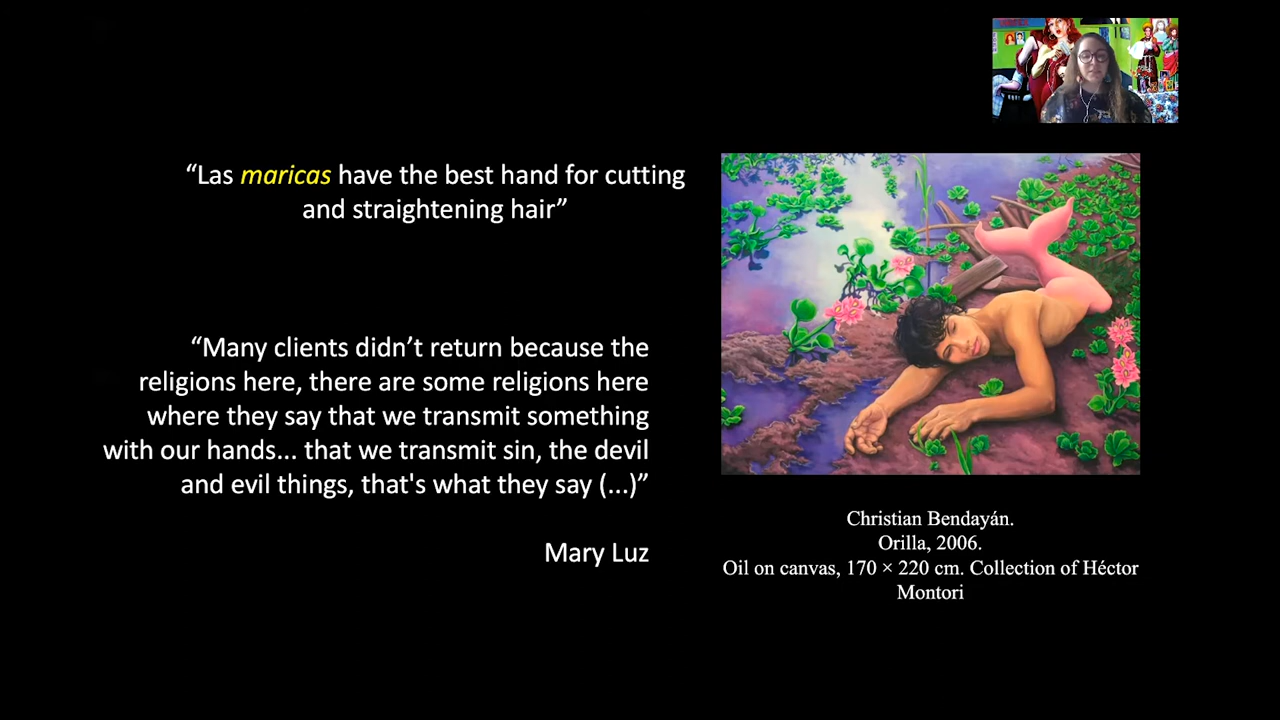 “Las maricas have the best hand for cutting
and straightening hair”
“Many clients didn’t return because the
religions here, there are some religions here
where they say that we transmit something
with our hands... that we transmit sin, the devil
and evil things, that's what they say (...)”
Mary Luz
Christian Bendayán.
Orilla, 2006.
Oil on canvas, 170 × 220 cm. Collection of Héctor
Montori